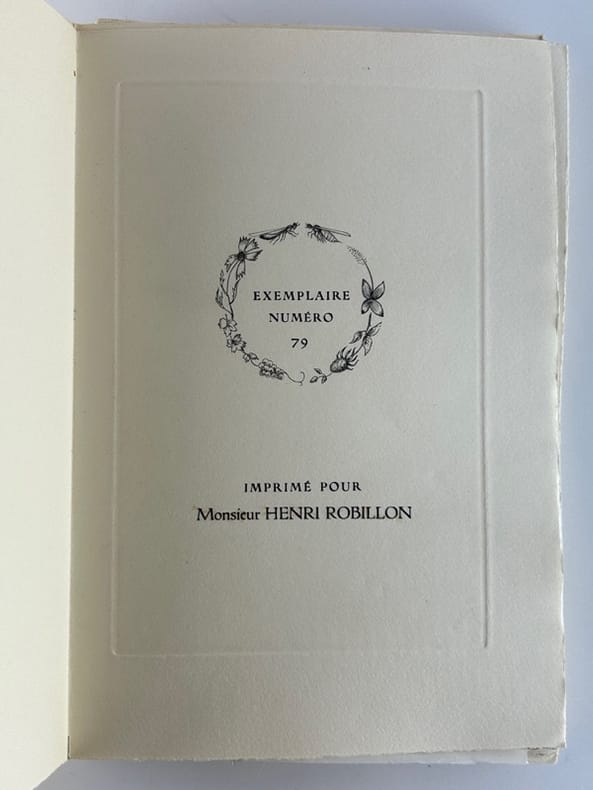 EXEMPLAIRE
NUMÉRO
79
IMPRIMÉ POUR
Monsieur HENRI ROBILLON